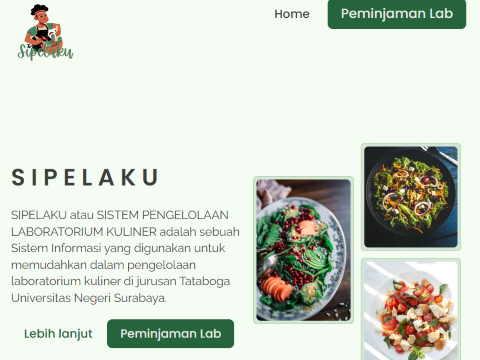 Home
Peminjaman Lab
Sipelaku
SIPELAKU
SIPELAKU atau SISTEM PENGELOLAAN
LABORATORIUM KULINER adalah sebuah
Sistem Informasi yang digunakan untuk
memudahkan dalam pengelolaan
laboratorium kuliner di jurusan Tataboga
Universitas Negeri Surabaya.
Lebih lanjut
Peminjaman Lab